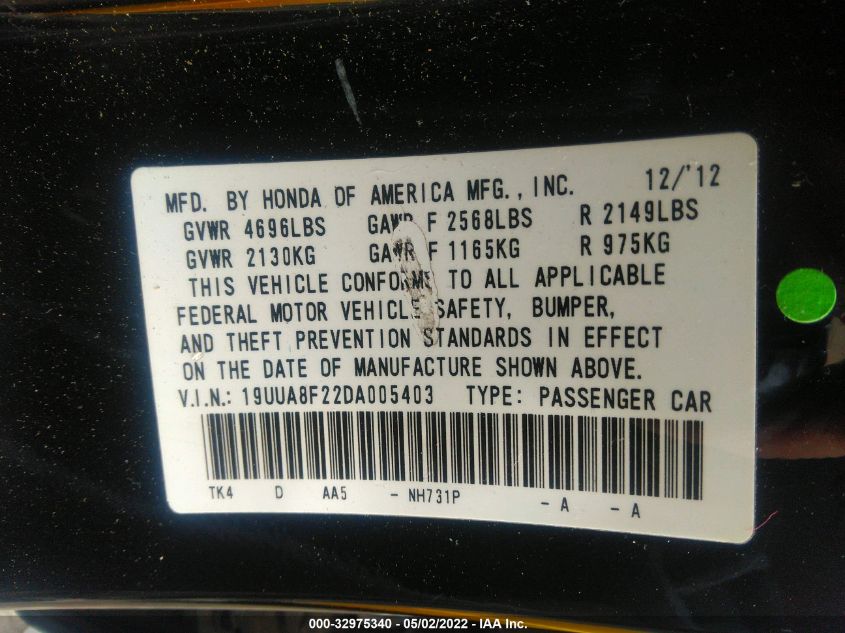 MFD. BY HONDA OF AMERICA MFG., INC. 12/'12
GVWR 4696LBS GAWR F 2568LBS R 2149LBS
GVWR 2130KG GAWR F 1165KG R 975KG
THIS VEHICLE CONFORMS TO ALL APPLICABLE
FEDERAL MOTOR VEHICLE SAFETY, BUMPER,
AND THEFT PREVENTION STANDARDS IN EFFECT
ON THE DATE OF MANUFACTURE SHOWN ABOVE.
V.I.N.: 19UUA8F22DA005403 TYPE: PASSENGER CAR
TK4 D AA5 - NH731P - A - A
000-32975340 - 05/02/2022 - IAA Inc.